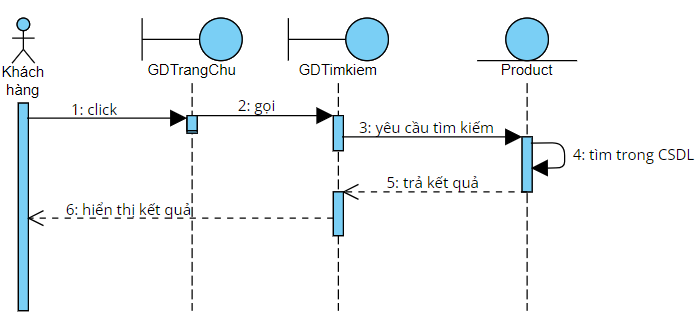 Khách
hàng
GDTrangChu
GDTimkiem
Product
1: click
2: gọi
3: yêu cầu tìm kiếm
4: tìm trong CSDL
5: trả kết quả
6: hiển thi kết quả